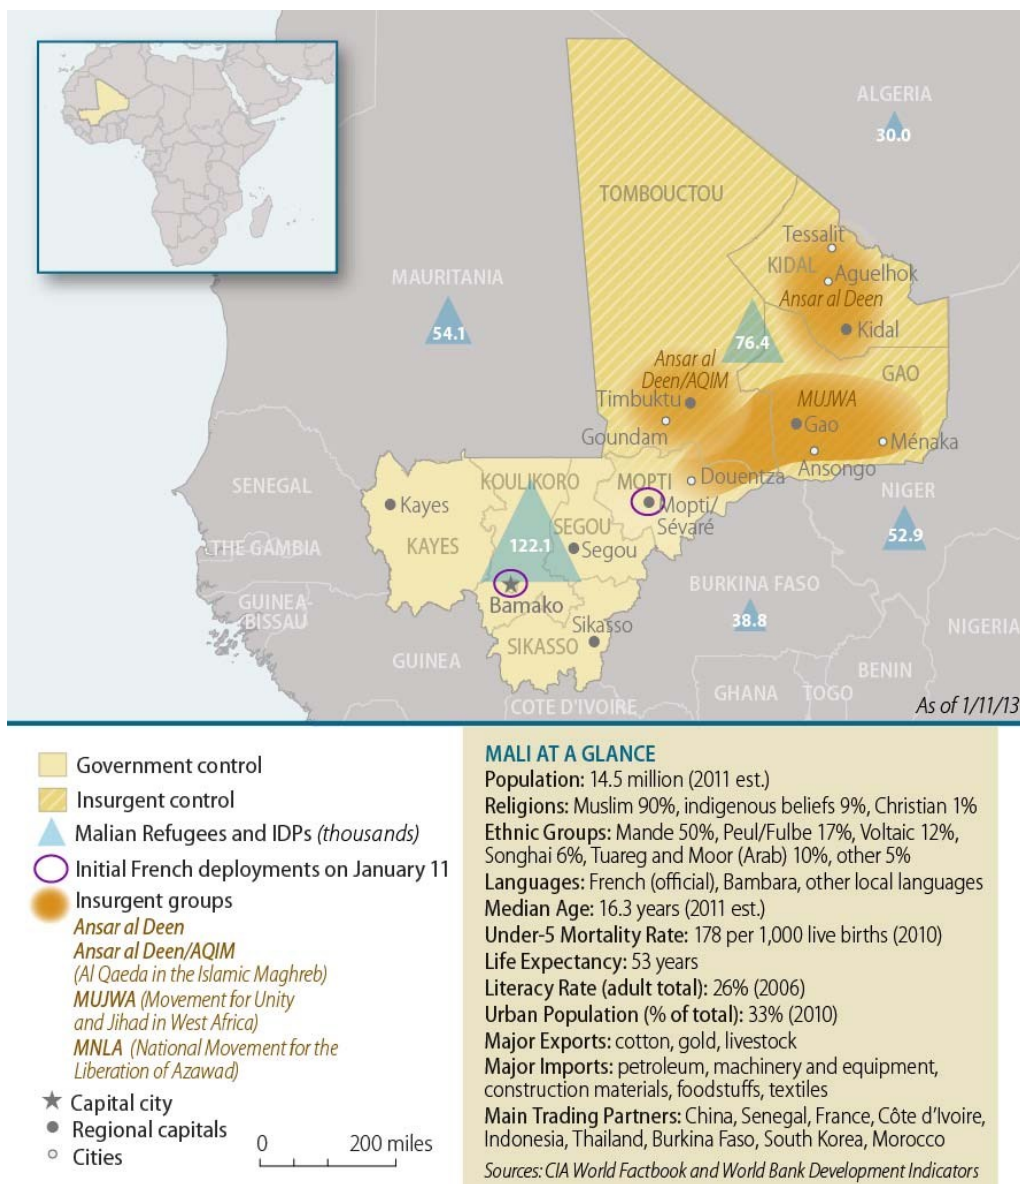 ALGERIA
30.0
TOMBOUCTOU
Tessalit
KIDAL
Aguelhok
Ansar al Deen
Kidal
MAURITANIA
54.1
76.4
Ansar al
Deen/AQIM
GAO
Timbuktu
MUJWA
Gao
Goundam
Ménaka
Ansongo
Douentza
KOULIKORO
MOPTI
SENEGAL
Kayes
Mopti/
Sévaré
NIGER
52.9
SEGOU
THE GAMBIA
KAYES
122.1
Segou
BURKINA FASO
38.8
GUINEA-
BISSAU
Bamako
Sikasso
NIGERIA
GUINEA
SIKASSO
BENIN
GHANA
TOGO
COTE D'IVOIRE
As of 1/11/13
Government control
Insurgent control
Malian Refugees and IDPs (thousands)
Initial French deployments on January 11
Insurgent groups
Ansar al Deen
Ansar al Deen/AQIM
(Al Qaeda in the Islamic Maghreb)
MUJWA (Movement for Unity
and Jihad in West Africa)
MNLA (National Movement for the
Liberation of Azawad)
Capital city
Regional capitals
Cities
0 200 miles
MALI AT A GLANCE
Population: 14.5 million (2011 est.)
Religions: Muslim 90%, indigenous beliefs 9%, Christian 1%
Ethnic Groups: Mande 50%, Peul/Fulbe 17%, Voltaic 12%,
Songhai 6%, Tuareg and Moor (Arab) 10%, other 5%
Languages: French (official), Bambara, other local languages
Median Age: 16.3 years (2011 est.)
Under-5 Mortality Rate: 178 per 1,000 live births (2010)
Life Expectancy: 53 years
Literacy Rate (adult total): 26% (2006)
Urban Population (% of total): 33% (2010)
Major Exports: cotton, gold, livestock
Major Imports: petroleum, machinery and equipment,
construction materials, foodstuffs, textiles
Main Trading Partners: China, Senegal, France, Côte d'Ivoire,
Indonesia, Thailand, Burkina Faso, South Korea, Morocco
Sources: CIA World Factbook and World Bank Development Indicators